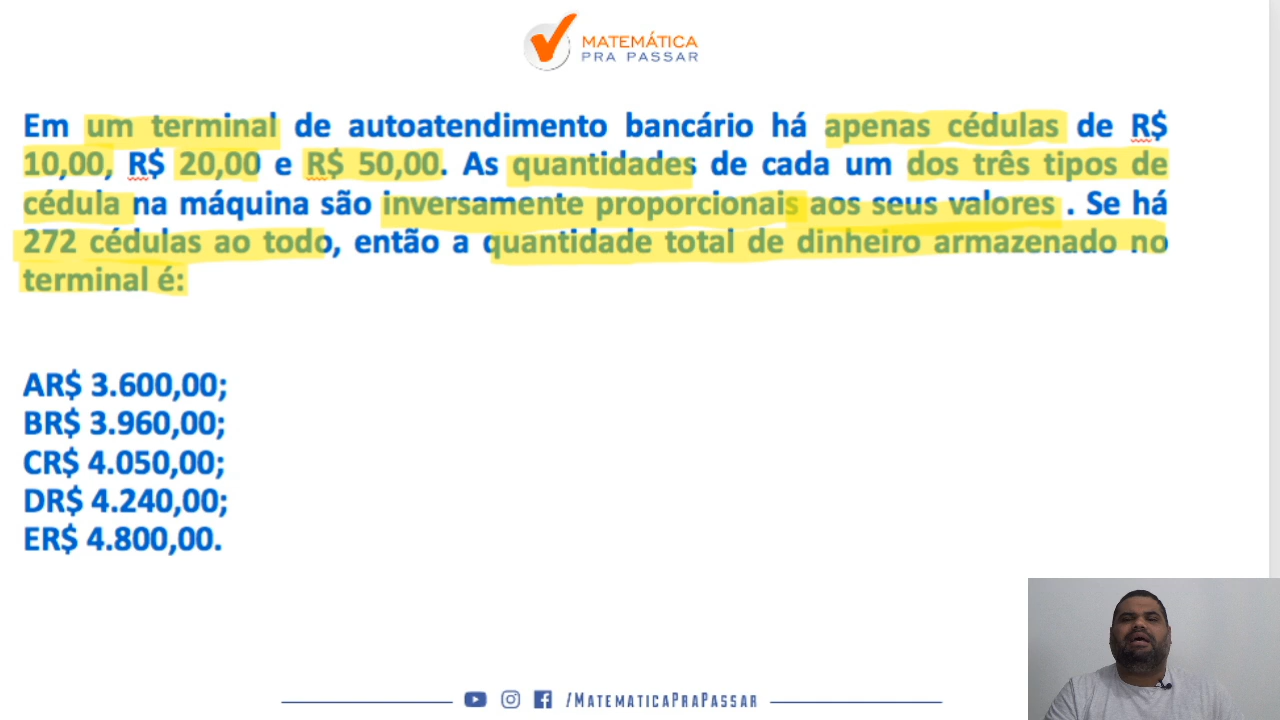 MATEMÁTICA
PRA PASSAR
Em um terminal de autoatendimento bancário há apenas cédulas de R$
10,00, R$ 20,00 e R$ 50,00. As quantidades de cada um dos três tipos de
cédula na máquina são inversamente proporcionais aos seus valores . Se há
272 cédulas ao todo, então a quantidade total de dinheiro armazenado no
terminal é:
AR$ 3.600,00;
BR$ 3.960,00;
CR$ 4.050,00;
DR$ 4.240,00;
ER$ 4.800,00.
/MATEMATICAPRAPASSAR